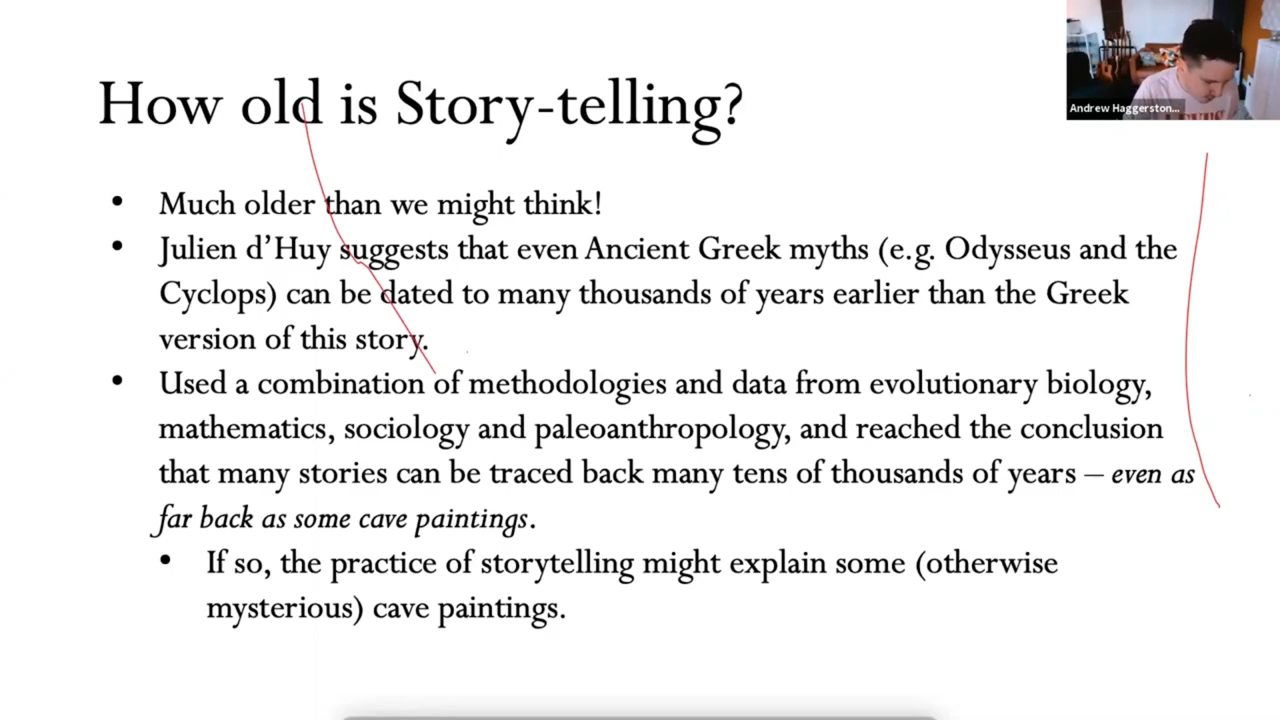 How old is Story-telling?
Andrew Haggerston...
• Much older than we might think!
• Julien d’Huy suggests that even Ancient Greek myths (e.g. Odysseus and the
Cyclops) can be dated to many thousands of years earlier than the Greek
version of this story.
• Used a combination of methodologies and data from evolutionary biology,
mathematics, sociology and paleoanthropology, and reached the conclusion
that many stories can be traced back many tens of thousands of years – even as
far back as some cave paintings.
• If so, the practice of storytelling might explain some (otherwise
mysterious) cave paintings.